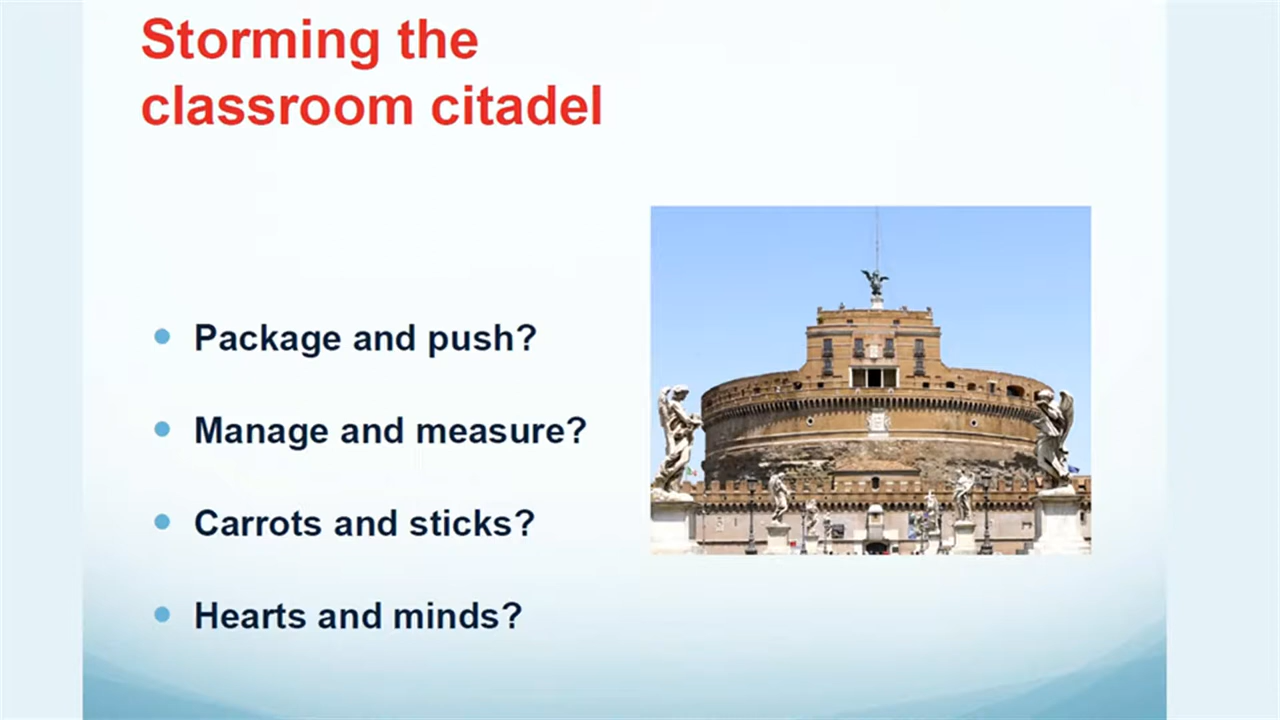 Storming the
classroom citadel
Package and push?
Manage and measure?
Carrots and sticks?
Hearts and minds?